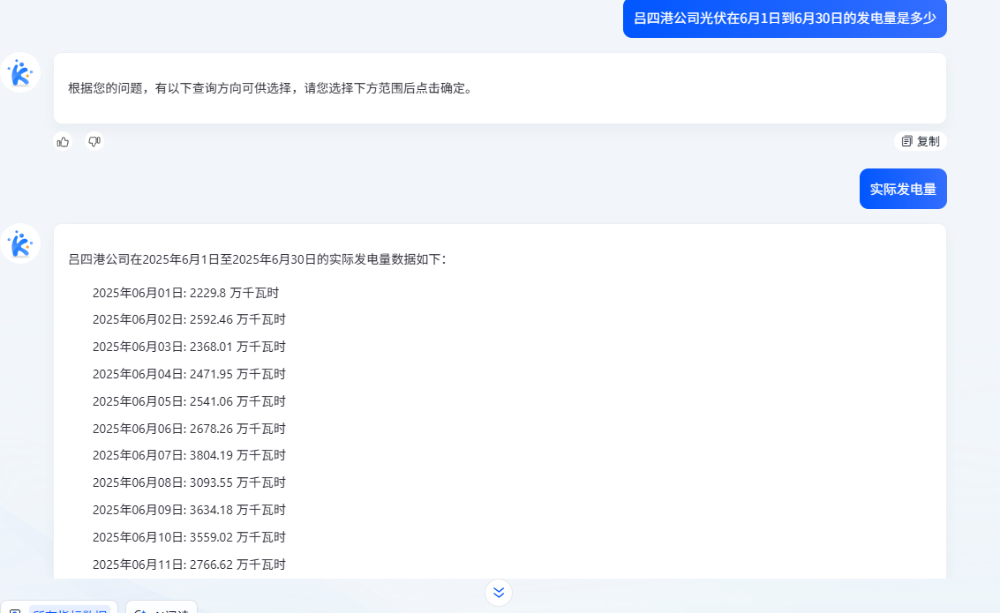 吕四港公司光伏在6月1日到6月30日的发电量是多少
根据您的问题，有以下查询方向可供选择，请您选择下方范围后点击确定。
复制
实际发电量
吕四港公司在2025年6月1日至2025年6月30日的实际发电量数据如下：
2025年06月01日: 2229.8 万千瓦时
2025年06月02日: 2592.46 万千瓦时
2025年06月03日: 2368.01 万千瓦时
2025年06月04日: 2471.95 万千瓦时
2025年06月05日: 2541.06 万千瓦时
2025年06月06日: 2678.26 万千瓦时
2025年06月07日: 3804.19 万千瓦时
2025年06月08日: 3093.55 万千瓦时
2025年06月09日: 3634.18 万千瓦时
2025年06月10日: 3559.02 万千瓦时
2025年06月11日: 2766.62 万千瓦时